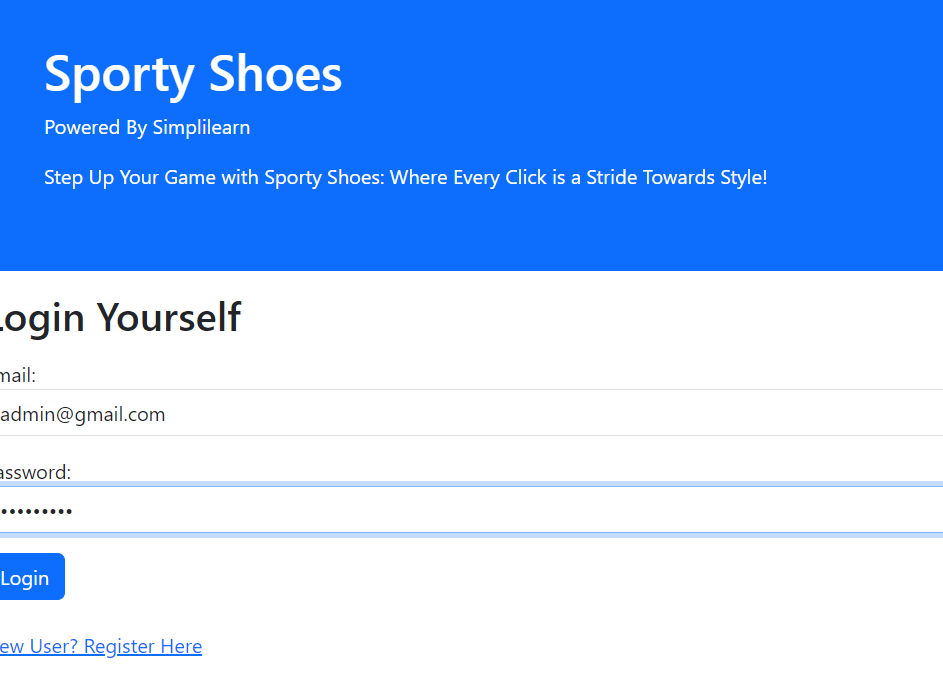 Sporty Shoes
Powered By Simplilearn
Step Up Your Game with Sporty Shoes: Where Every Click is a Stride Towards Style!
Login Yourself
mail:
admin@gmail.com
assword:
•••••••••
Login
ew User? Register Here